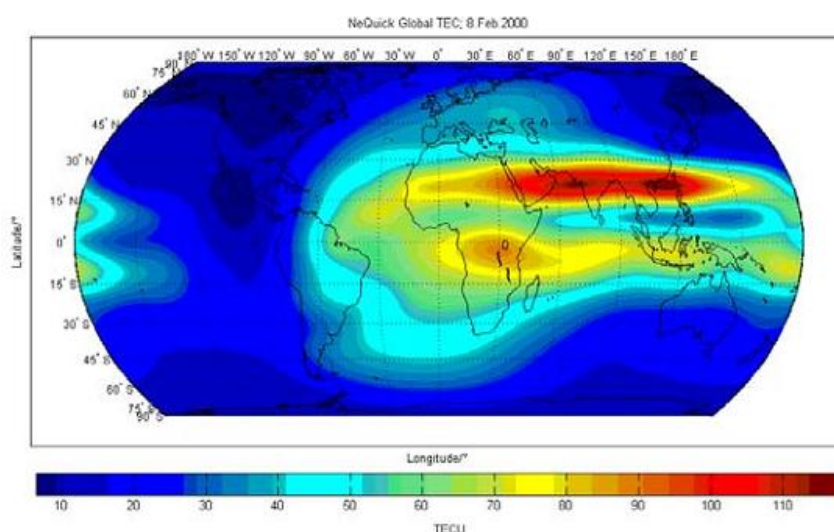 NeQuick Global TEC; 8 Feb.2000
180° W 150° W 120° W 90° W 60° W 30° W 0° 30° E 60° E 90° E 120° E 150° E 180° E
90° N
75° N
60° N
45° N
30° N
15° N
0°
15° S
30° S
45° S
60° S
75° S
90° S
Latitude/°
Longitude/°
10 20 30 40 50 60 70 80 90 100 110
TECU